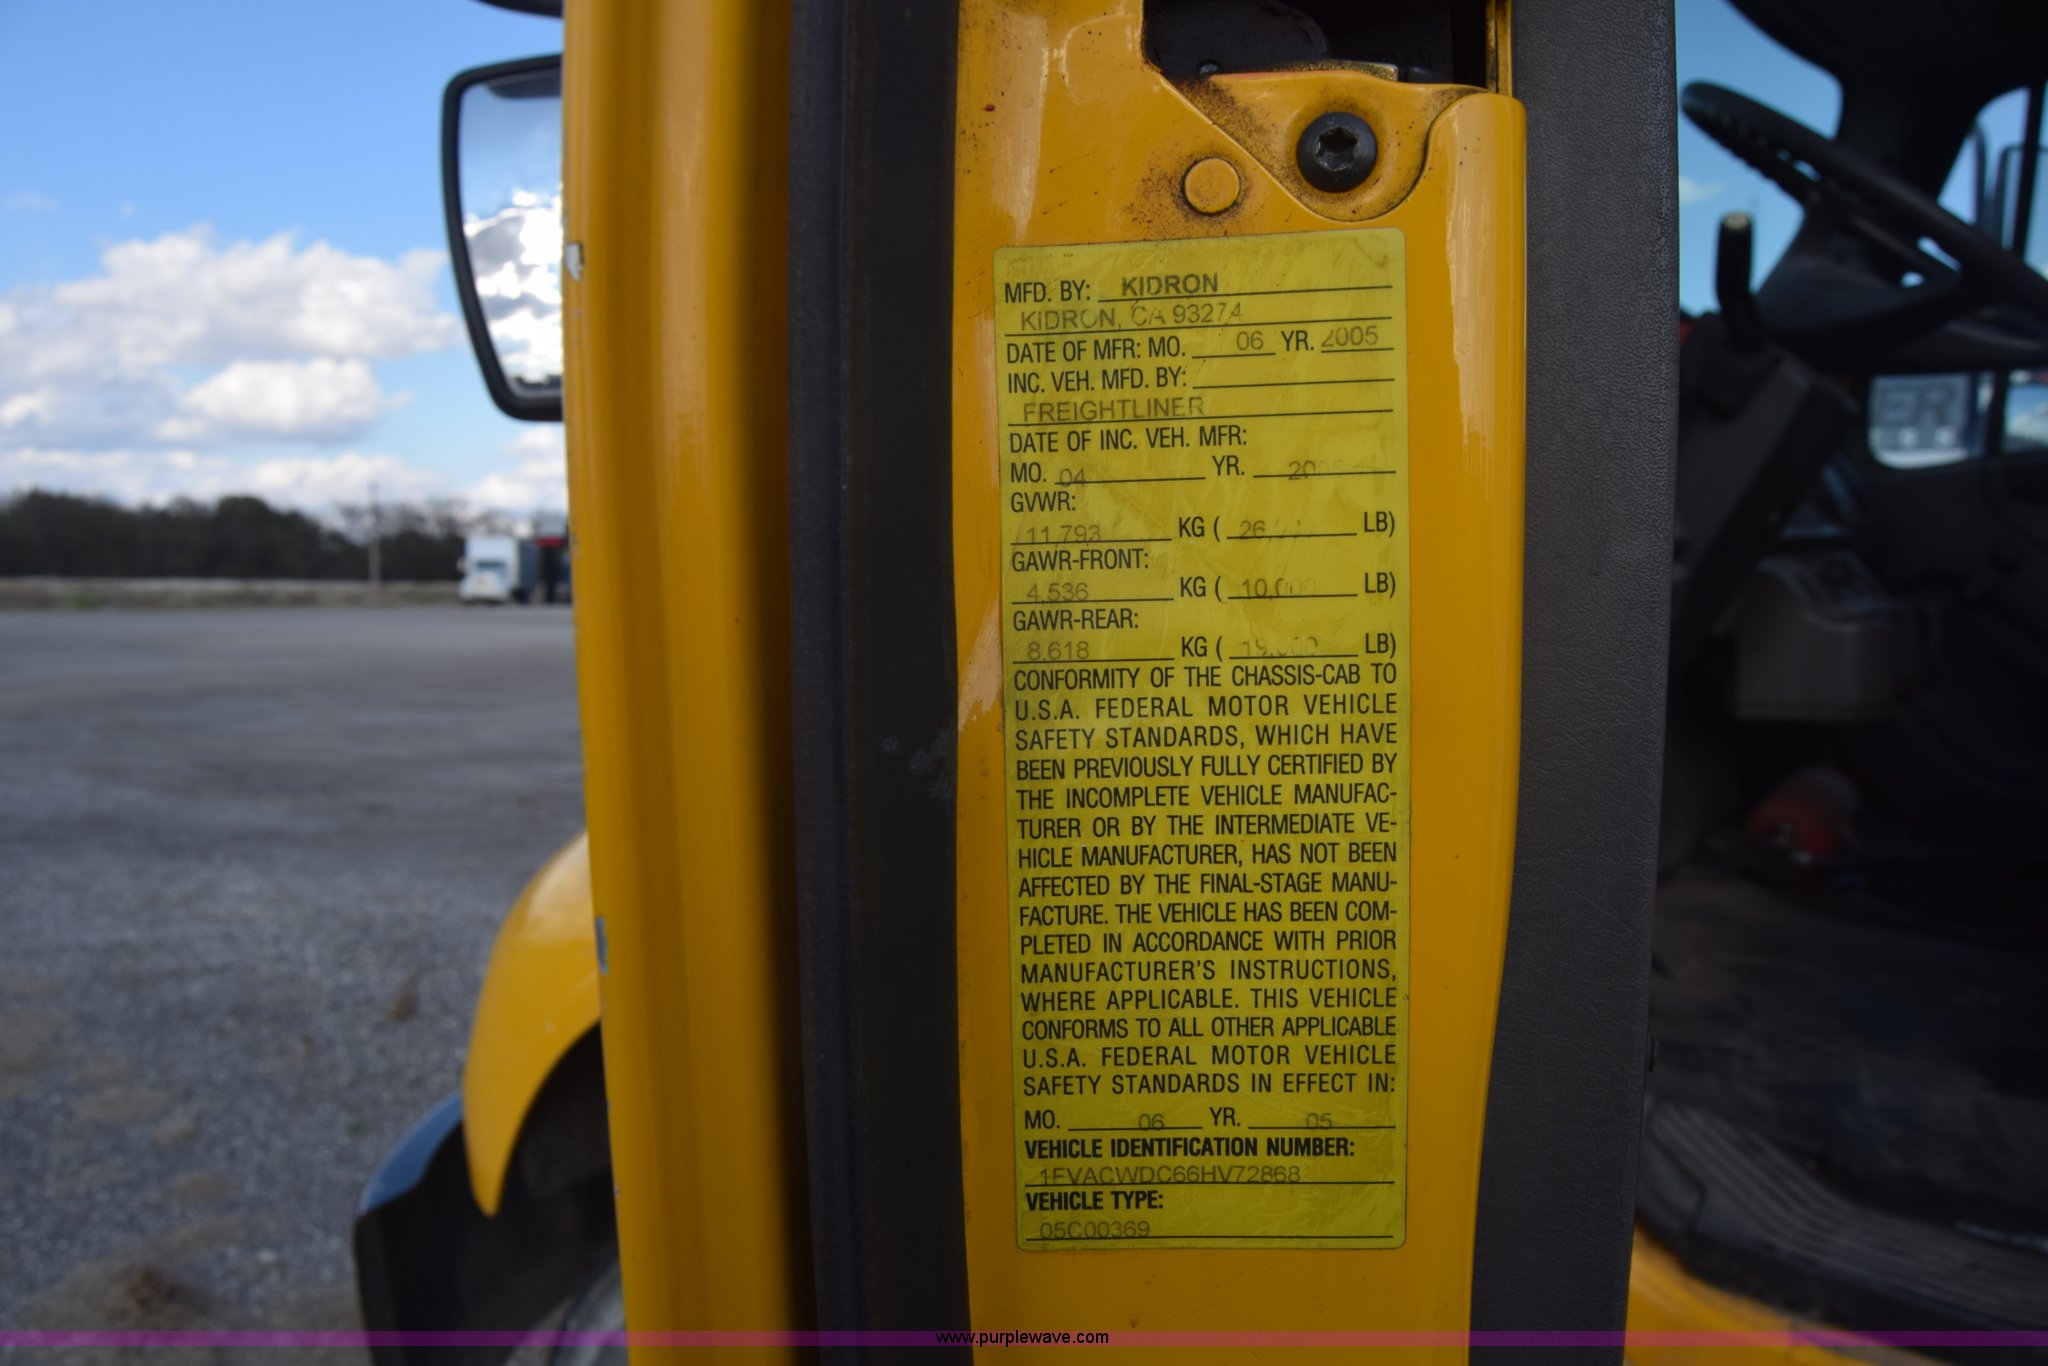 MFD. BY: KIDRON
KIDRON, CA 93274
DATE OF MFR: MO. 06 YR. 2005
INC. VEH. MFD. BY:
FREIGHTLINER
DATE OF INC. VEH. MFR:
MO. 04 YR.
GVWR:
11,793 KG ( LB)
GAWR-FRONT:
4,536 KG ( 10,000 LB)
GAWR-REAR:
8,618 KG ( 19,000 LB)
CONFORMITY OF THE CHASSIS-CAB TO
U.S.A. FEDERAL MOTOR VEHICLE
SAFETY STANDARDS, WHICH HAVE
BEEN PREVIOUSLY FULLY CERTIFIED BY
THE INCOMPLETE VEHICLE MANUFAC-
TURER OR BY THE INTERMEDIATE VE-
HICLE MANUFACTURER, HAS NOT BEEN
AFFECTED BY THE FINAL-STAGE MANU-
FACTURE. THE VEHICLE HAS BEEN COM-
PLETED IN ACCORDANCE WITH PRIOR
MANUFACTURER'S INSTRUCTIONS,
WHERE APPLICABLE. THIS VEHICLE
CONFORMS TO ALL OTHER APPLICABLE
U.S.A. FEDERAL MOTOR VEHICLE
SAFETY STANDARDS IN EFFECT IN:
MO. 06 YR. 05
VEHICLE IDENTIFICATION NUMBER:
1FVACWDC66HV72868
VEHICLE TYPE:
05C00369
ER
www.purplewave.com